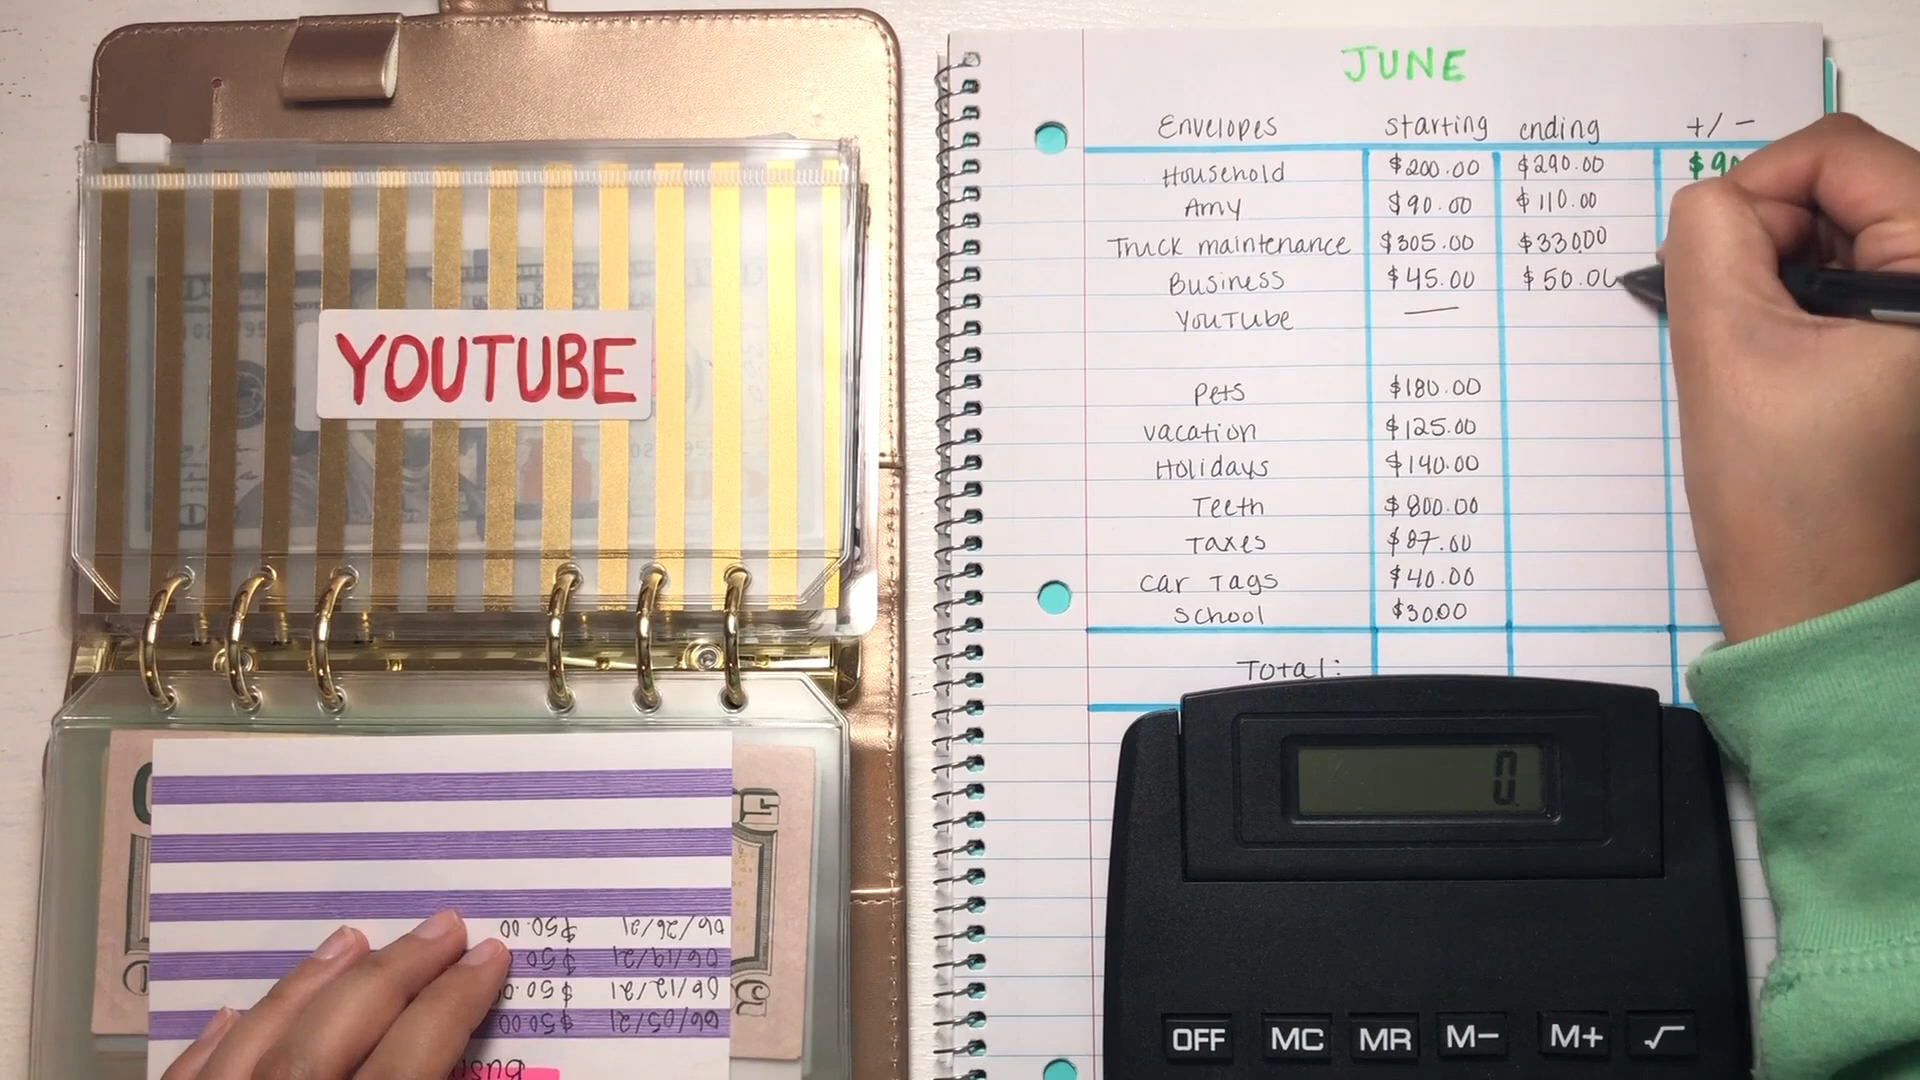 YOUTUBE
06/26/21 $50.00
06/19/21 $50
06/12/21 $50.00
06/05/21 $50.00
JUNE
Envelopes starting ending +/-
Household $200.00 $290.00 $90
Amy $90.00 $110.00
Truck maintenance $305.00 $330.00
Business $45.00 $50.00
YouTube —
Pets $180.00
vacation $125.00
Holidays $140.00
Teeth $800.00
Taxes $87.00
car Tags $40.00
School $30.00
Total:
0.
OFF MC MR M- M+ √